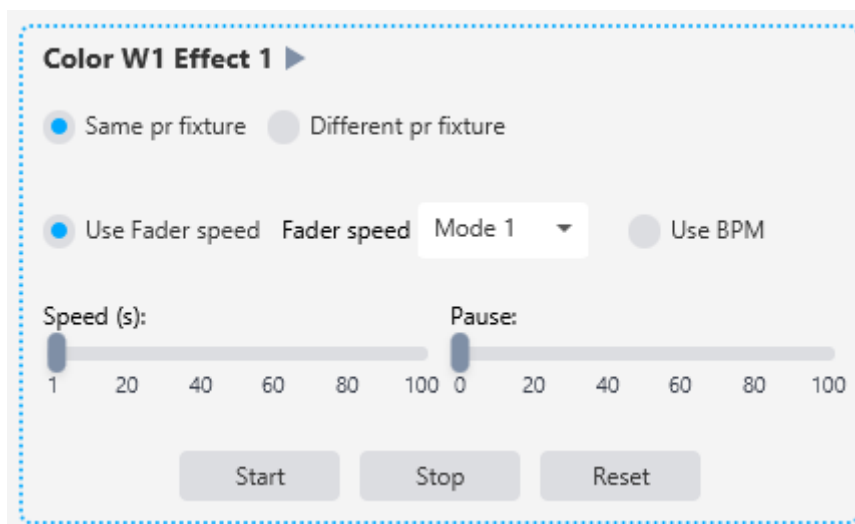 Color W1 Effect 1
Same pr fixture Different pr fixture
Use Fader speed Fader speed Mode 1 Use BPM
Speed (s): Pause:
1 20 40 60 80 100 0 20 40 60 80 100
Start Stop Reset